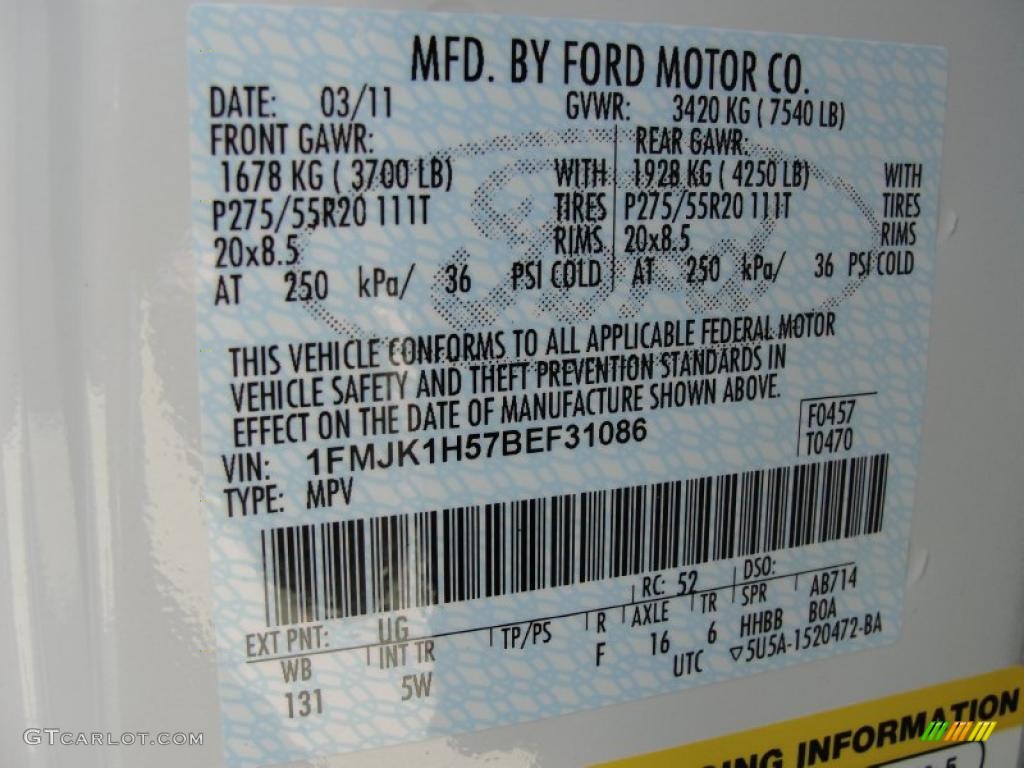 MFD. BY FORD MOTOR CO.
DATE: 03/11 GVWR: 3420 KG ( 7540 LB)
FRONT GAWR: REAR GAWR:
1678 KG ( 3700 LB) WITH 1928 KG ( 4250 LB) WITH
P275/55R20 111T TIRES P275/55R20 111T TIRES
20x8.5 RIMS 20x8.5 RIMS
AT 250 kPa/ 36 PSI COLD AT 250 kPa/ 36 PSI COLD
THIS VEHICLE CONFORMS TO ALL APPLICABLE FEDERAL MOTOR
VEHICLE SAFETY AND THEFT PREVENTION STANDARDS IN
EFFECT ON THE DATE OF MANUFACTURE SHOWN ABOVE.
F0457
T0470
VIN: 1FMJK1H57BEF31086
TYPE: MPV
EXT PNT: UG RC: 52 DSO:
WB INT TR TP/PS R AXLE TR SPR AB714
131 5W F 16 6 HHBB BOA
UTC ▽5U5A-1520472-BA
ING INFORMATION
GTCARLOT.COM